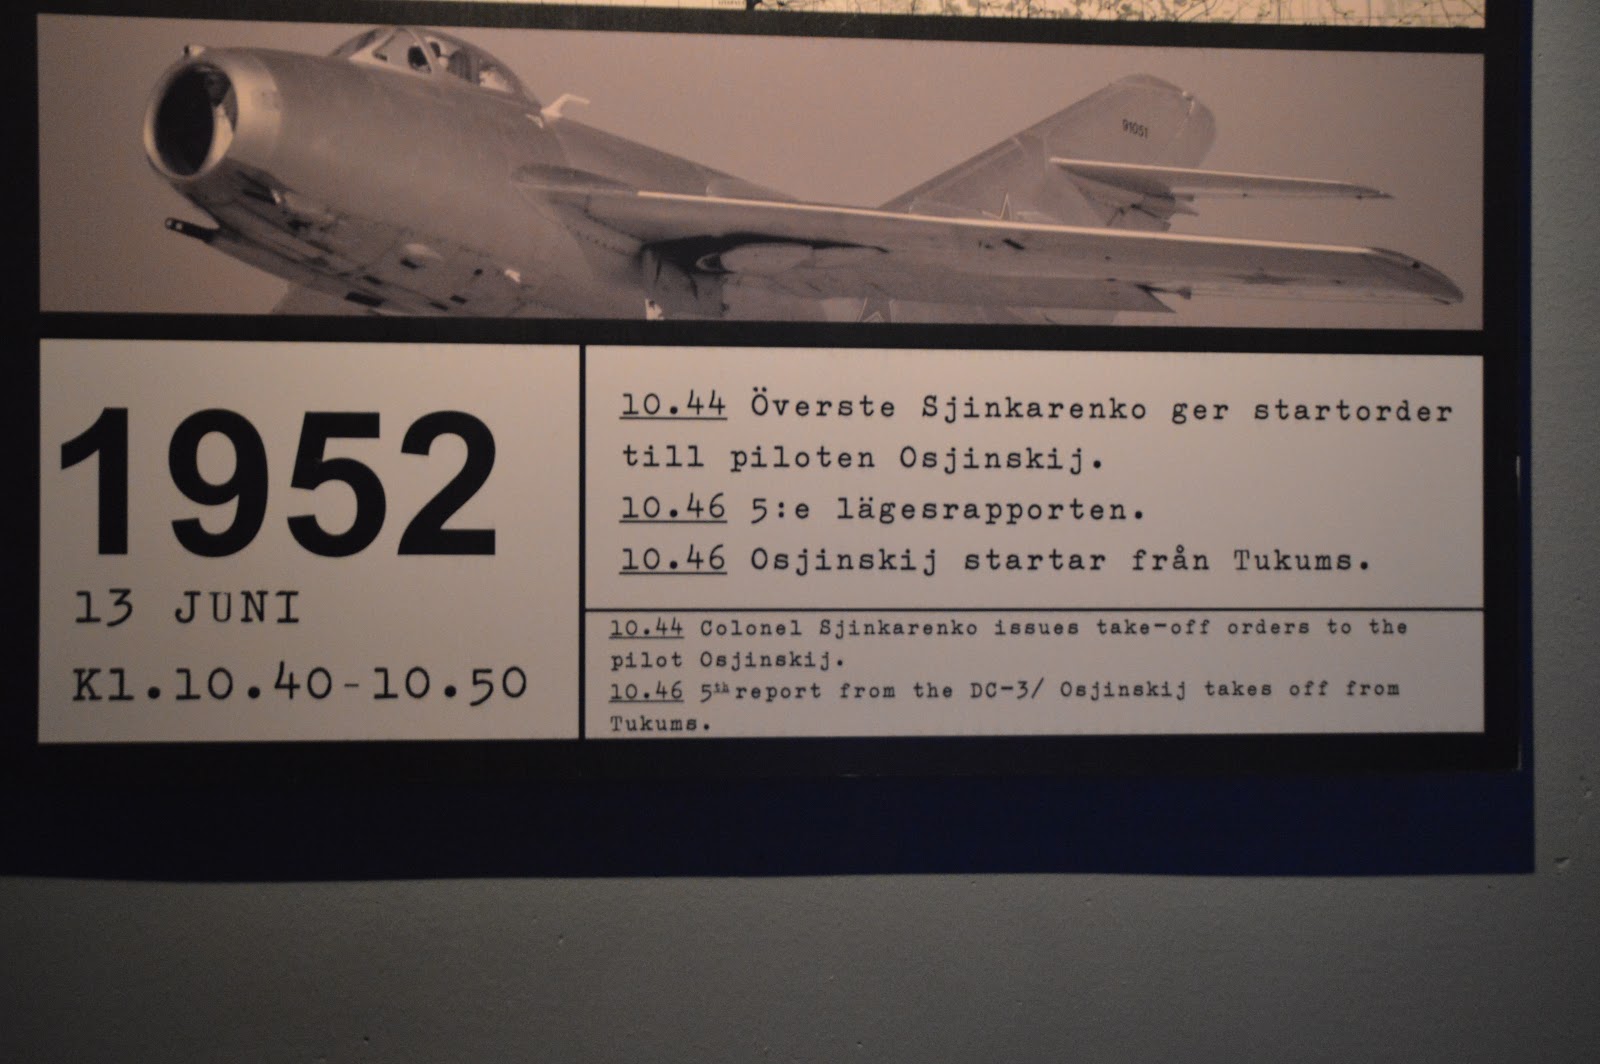 91051
1952
13 JUNI
Kl.10.40-10.50
10.44 Överste Sjinkarenko ger startorder
till piloten Osjinskij.
10.46 5:e lägesrapporten.
10.46 Osjinskij startar från Tukums.
10.44 Colonel Sjinkarenko issues take-off orders to the
pilot Osjinskij.
10.46 5th report from the DC-3/ Osjinskij takes off from
Tukums.